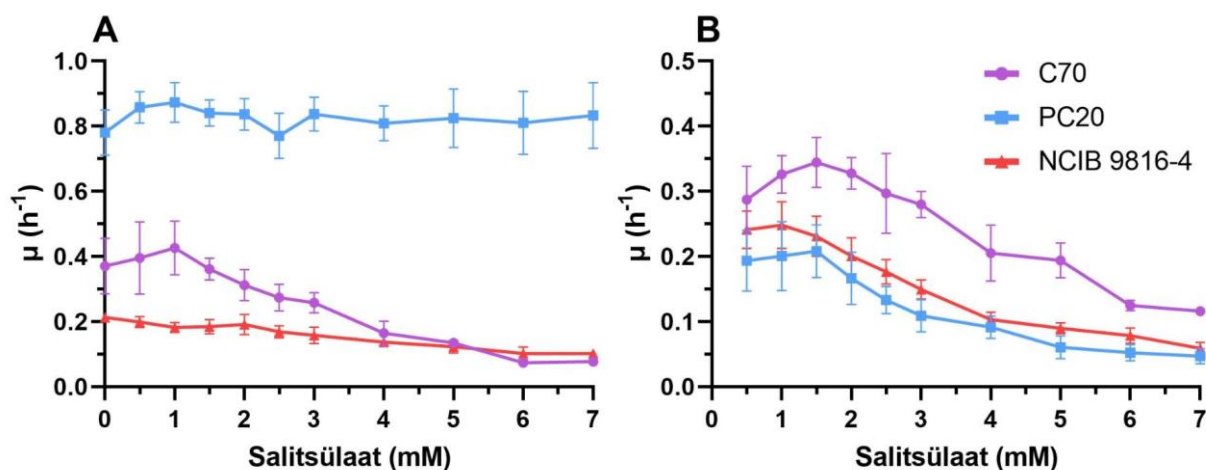 A
B
1.0
0.8
0.6
0.4
0.2
0.0
μ (h⁻¹)
0 1 2 3 4 5 6 7
Salitsülaat (mM)
0.5
0.4
0.3
0.2
0.1
0.0
μ (h⁻¹)
0 1 2 3 4 5 6 7
Salitsülaat (mM)
C70
PC20
NCIB 9816-4